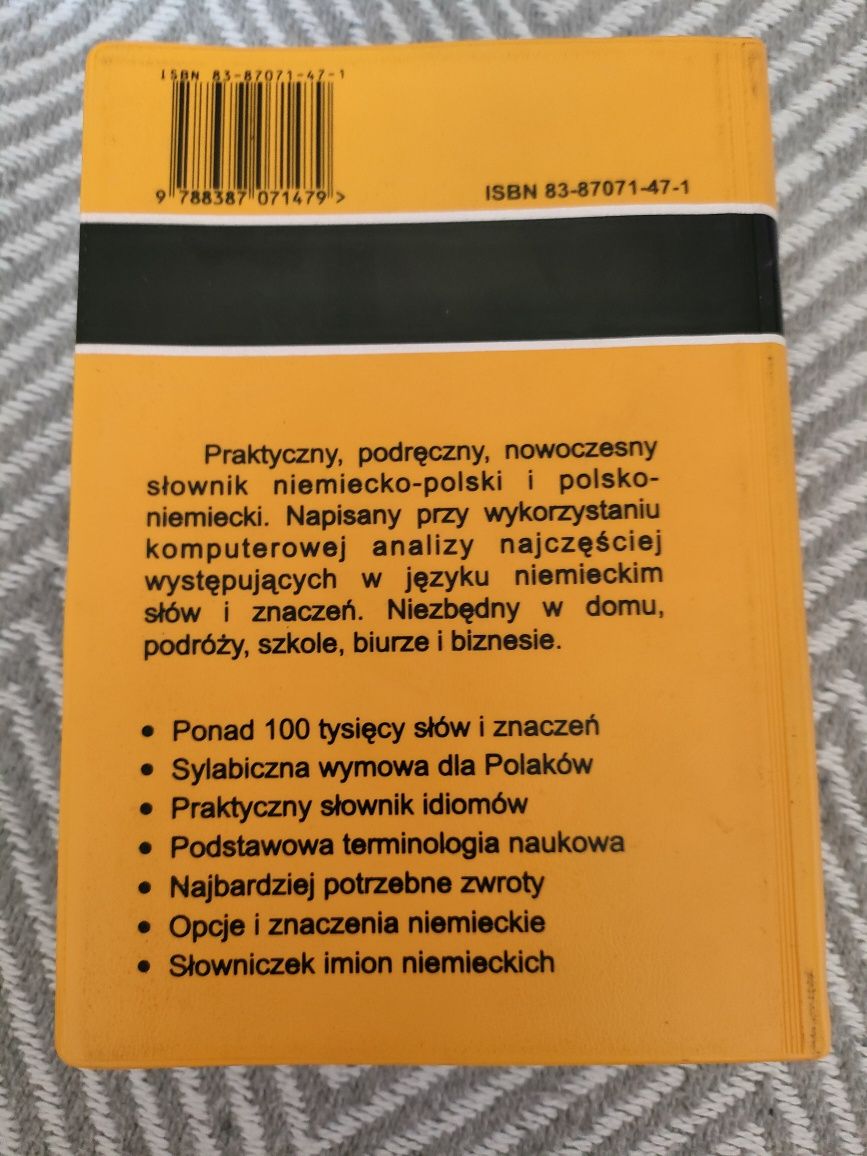 ISBN 83-87071-47-1
9 788387 071479 >
ISBN 83-87071-47-1
Praktyczny, podręczny, nowoczesny
słownik niemiecko-polski i polsko-
niemiecki. Napisany przy wykorzystaniu
komputerowej analizy najczęściej
występujących w języku niemieckim
słów i znaczeń. Niezbędny w domu,
podróży, szkole, biurze i biznesie.
• Ponad 100 tysięcy słów i znaczeń
• Sylabiczna wymowa dla Polaków
• Praktyczny słownik idiomów
• Podstawowa terminologia naukowa
• Najbardziej potrzebne zwroty
• Opcje i znaczenia niemieckie
• Słowniczek imion niemieckich